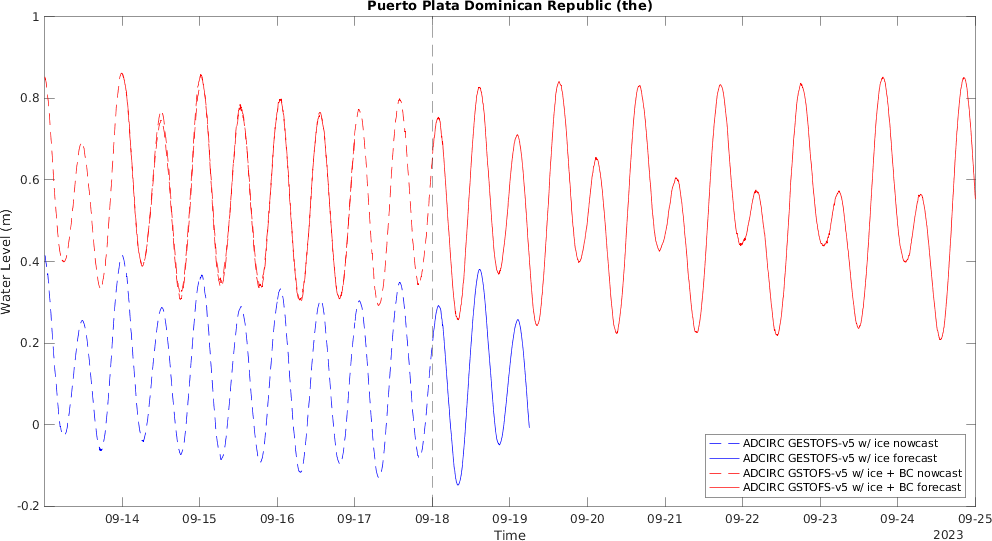 Puerto Plata Dominican Republic (the)
1
0.8
0.6
0.4
0.2
0
-0.2
Water Level (m)
09-14
09-15
09-16
09-17
09-18
09-19
09-20
09-21
09-22
09-23
09-24
09-25
Time
2023
ADCIRC GESTOFS-v5 w/ ice nowcast
ADCIRC GESTOFS-v5 w/ ice forecast
ADCIRC GSTOFS-v5 w/ ice + BC nowcast
ADCIRC GSTOFS-v5 w/ ice + BC forecast